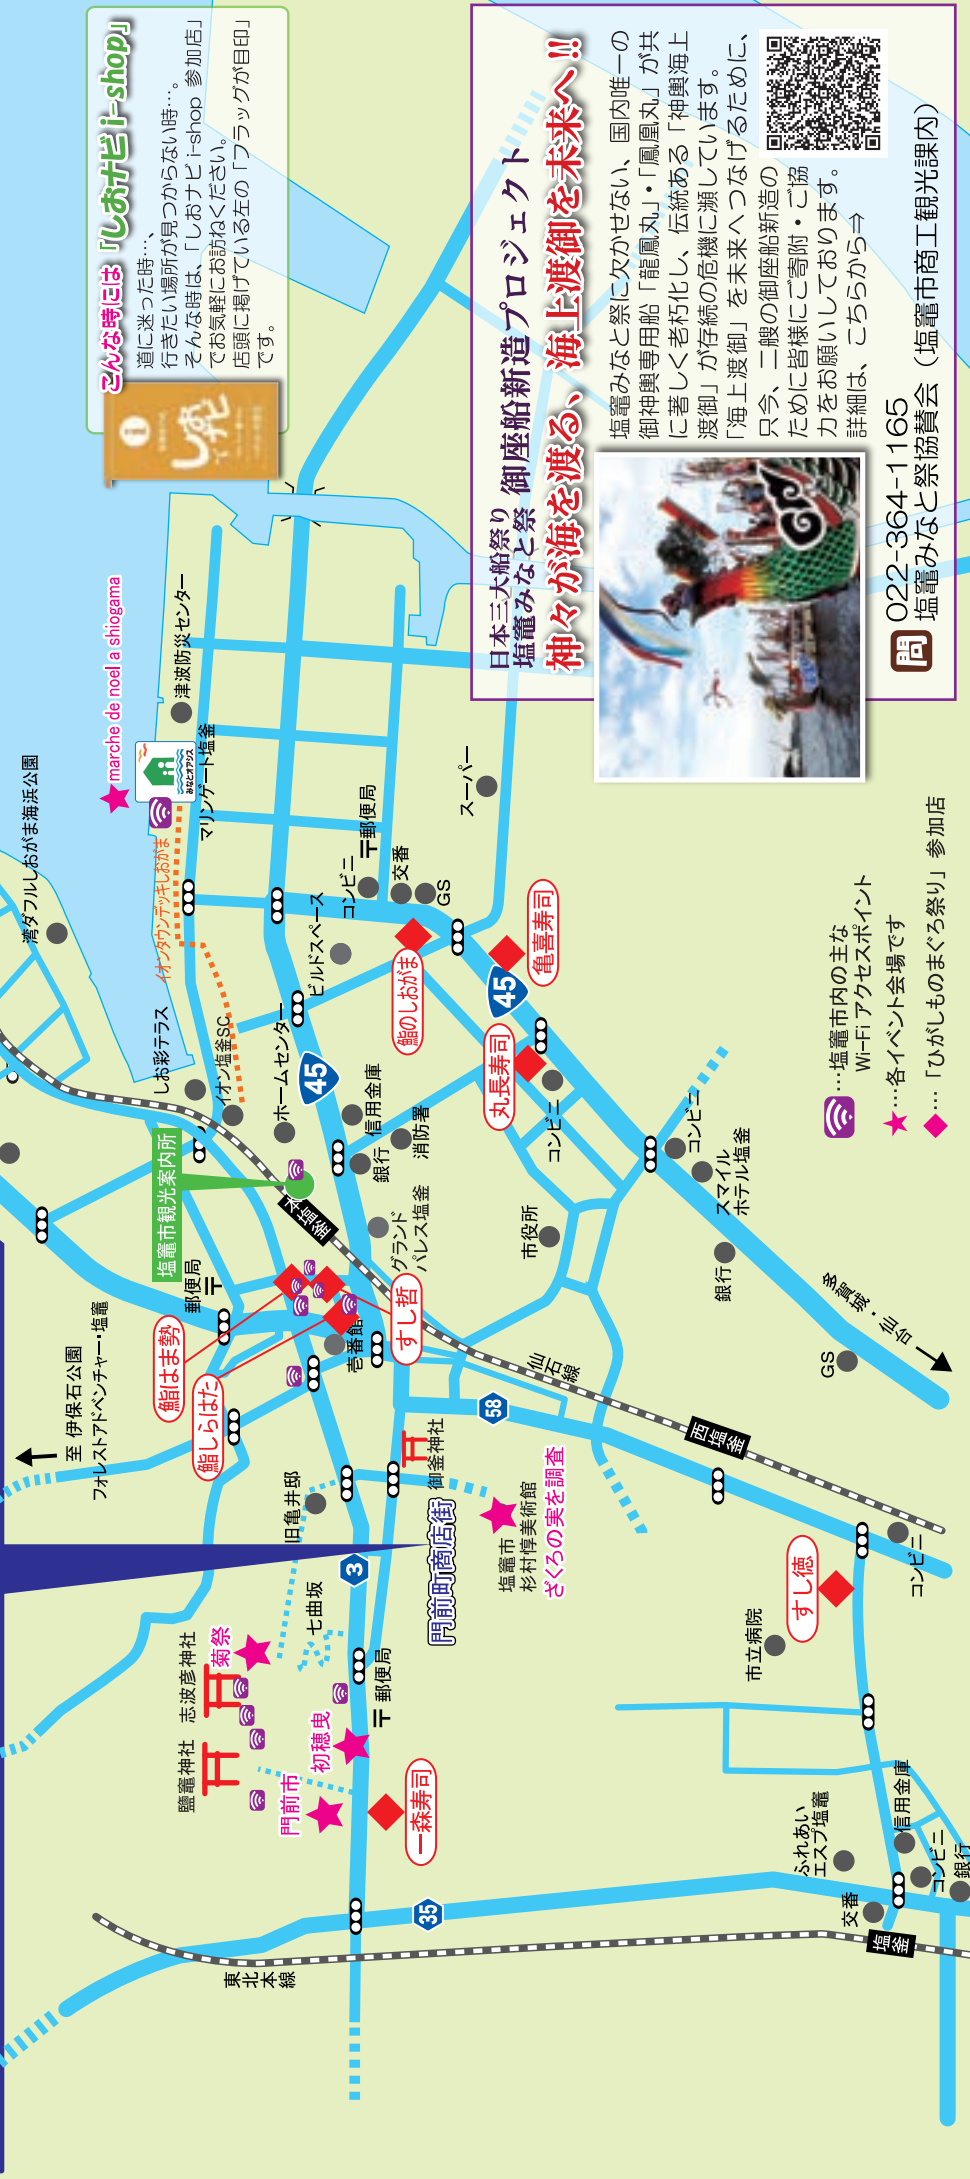 こんな時には「しおナビ i-shop」
道に迷った時…、
行きたい場所が見つからない時…。
そんな時は、「しおナビ i-shop 参加店」
でお気軽にお訪ねください。
店頭に掲げている左の「フラッグが目印」
です。
しおナビ
日本三大船祭り
塩竈みなと祭 御座船新造プロジェクト
神々が海を渡る、海上渡御を未来へ!!
塩竈みなと祭に欠かせない、国内唯一の
御神輿専用船「龍鳳丸」・「鳳凰丸」が共
に著しく老朽化し、伝統ある「神輿海上
渡御」が存続の危機に瀕しています。
「海上渡御」を未来へつなげるために、
只今、二艘の御座船新造の
ために皆様にご寄附・ご協
力をお願いしております。
詳細は、こちらから⇒
問 022-364-1165
塩竈みなと祭協賛会（塩竈市商工観光課内）
marche de noel a shiogama
津波防災センター
みなとオアシス
マリンゲート塩釜
湾ダフルしおがま海浜公園
イオンタウンデッキしおがま
しお彩テラス
イオン塩釜SC
ホームセンター
ビルドスペース
コンビニ
〒郵便局
交番
GS
スーパー
亀喜寿司
鮨のしおがま
丸長寿司
コンビニ
45
45
信用金庫
消防署
銀行
塩竈市観光案内所
本塩釜
グランド
パレス塩釜
市役所
コンビニ
スマイル
ホテル塩釜
銀行
多賀城・仙台
GS
…塩竈市内の主な
Wi-Fi アクセスポイント
…各イベント会場です
…「ひがしものまぐろ祭り」参加店
郵便局
〒
鮨はま勢
鮨しらはた
すし哲
壱番館
至 伊保石公園
フォレストアドベンチャー・塩竈
仙石線
58
西塩釜
御釜神社
旧亀井邸
門前町商店街
塩竈市
杉村惇美術館
ざくろの実を調査
3
七曲坂
志波彦神社
菊祭
鹽竈神社
初穂曳
門前市
〒郵便局
一森寿司
コンビニ
すし徳
市立病院
ふれあい
エスプ塩竈
信用金庫
コンビニ
銀行
交番
35
塩釜
東北本線